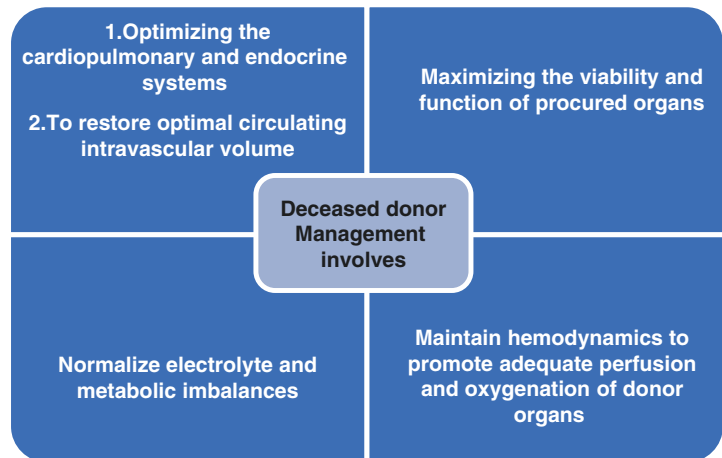 1.Optimizing the
cardiopulmonary and endocrine
systems
2.To restore optimal circulating
intravascular volume
Maximizing the viability and
function of procured organs
Deceased donor
Management
involves
Normalize electrolyte and
metabolic imbalances
Maintain hemodynamics to
promote adequate perfusion
and oxygenation of donor
organs